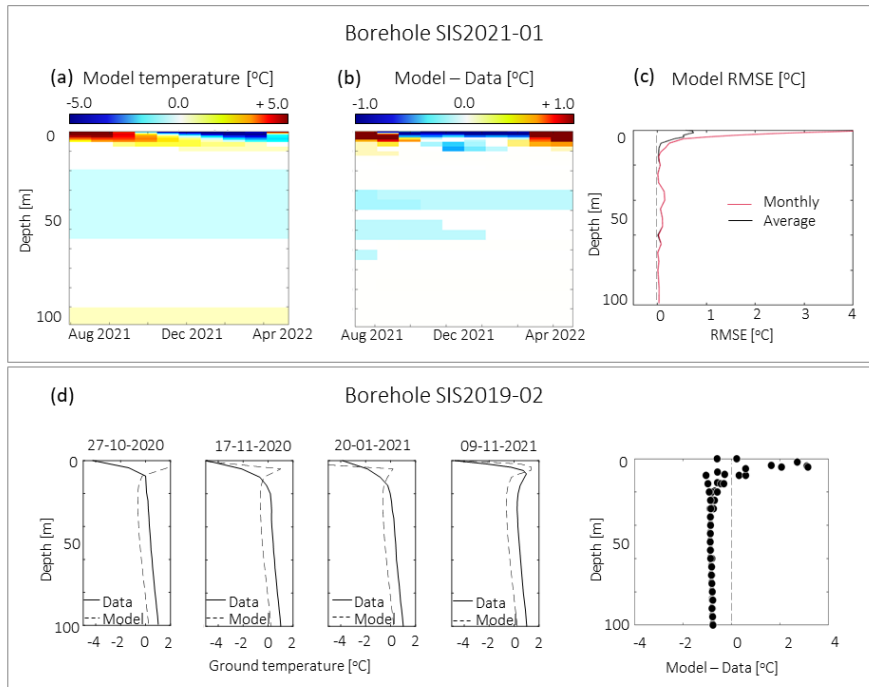 Borehole SIS2021-01
(a) Model temperature [°C]
(b) Model – Data [°C]
(c) Model RMSE [°C]
-5.0 0.0 + 5.0
-1.0 0.0 + 1.0
0
50
100
Depth [m]
Aug 2021 Dec 2021 Apr 2022
0
50
100
Depth [m]
Aug 2021 Dec 2021 Apr 2022
0
50
100
Depth [m]
Monthly
Average
0 1 2 3 4
RMSE [°C]
(d) Borehole SIS2019-02
27-10-2020 17-11-2020 20-01-2021 09-11-2021
0
50
100
Depth [m]
Data
Model
Data
Model
Data
Model
Data
Model
-4 -2 0 2 -4 -2 0 2 -4 -2 0 2 -4 -2 0 2
Ground temperature [°C]
0
50
100
Depth [m]
-4 -2 0 2 4
Model – Data [°C]